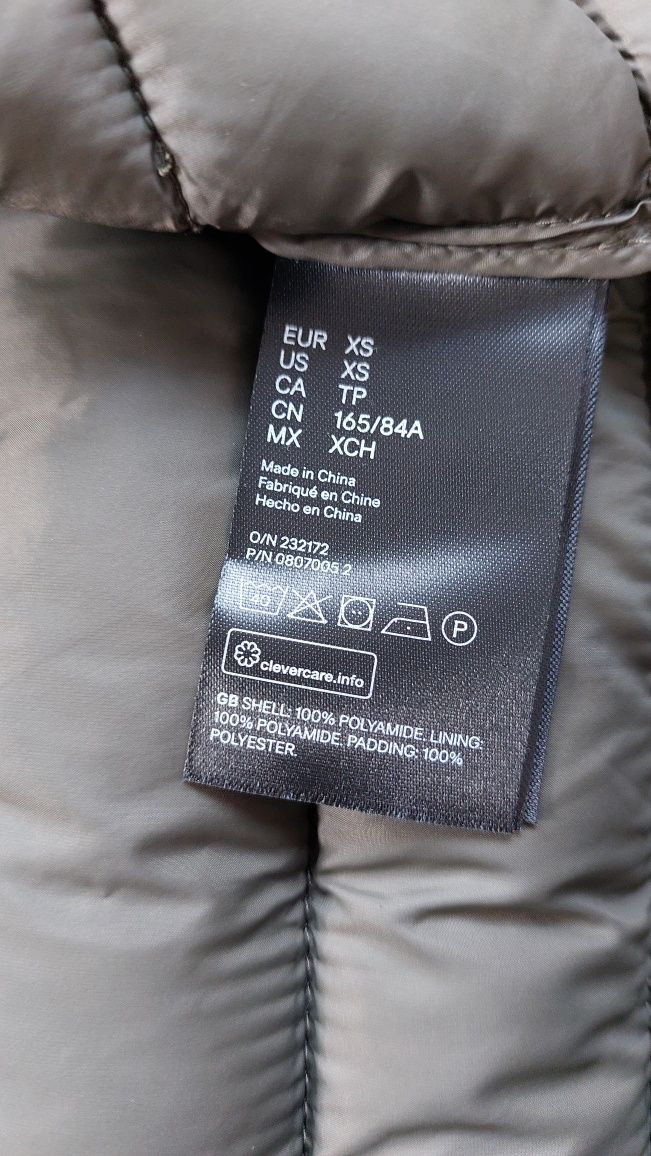 EUR XS
US XS
CA TP
CN 165/84A
MX XCH
Made in China
Fabriqué en Chine
Hecho en China
O/N 232172
P/N 0807005 2
40 P
clevercare.info
GB SHELL: 100% POLYAMIDE. LINING:
100% POLYAMIDE. PADDING: 100%
POLYESTER.